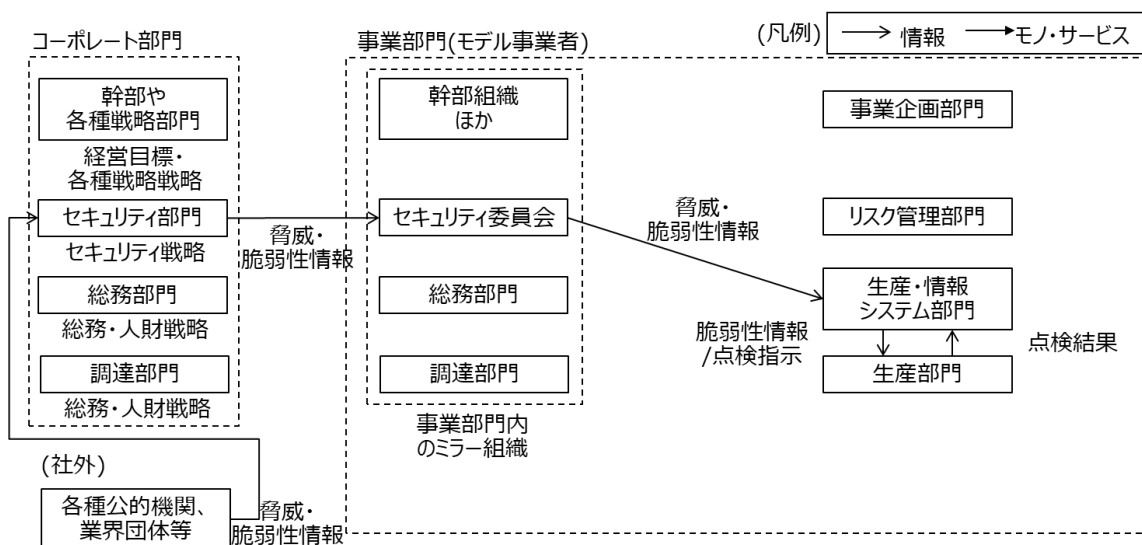 コーポレート部門
事業部門(モデル事業者)
(凡例)
情報
モノ・サービス
幹部や
各種戦略部門
経営目標・
各種戦略戦略
セキュリティ部門
セキュリティ戦略
総務部門
総務・人財戦略
調達部門
総務・人財戦略
脅威・
脆弱性情報
幹部組織
ほか
セキュリティ委員会
総務部門
調達部門
事業部門内
のミラー組織
脅威・
脆弱性情報
事業企画部門
リスク管理部門
生産・情報
システム部門
脆弱性情報
/点検指示
点検結果
生産部門
(社外)
各種公的機関、
業界団体等
脅威・
脆弱性情報